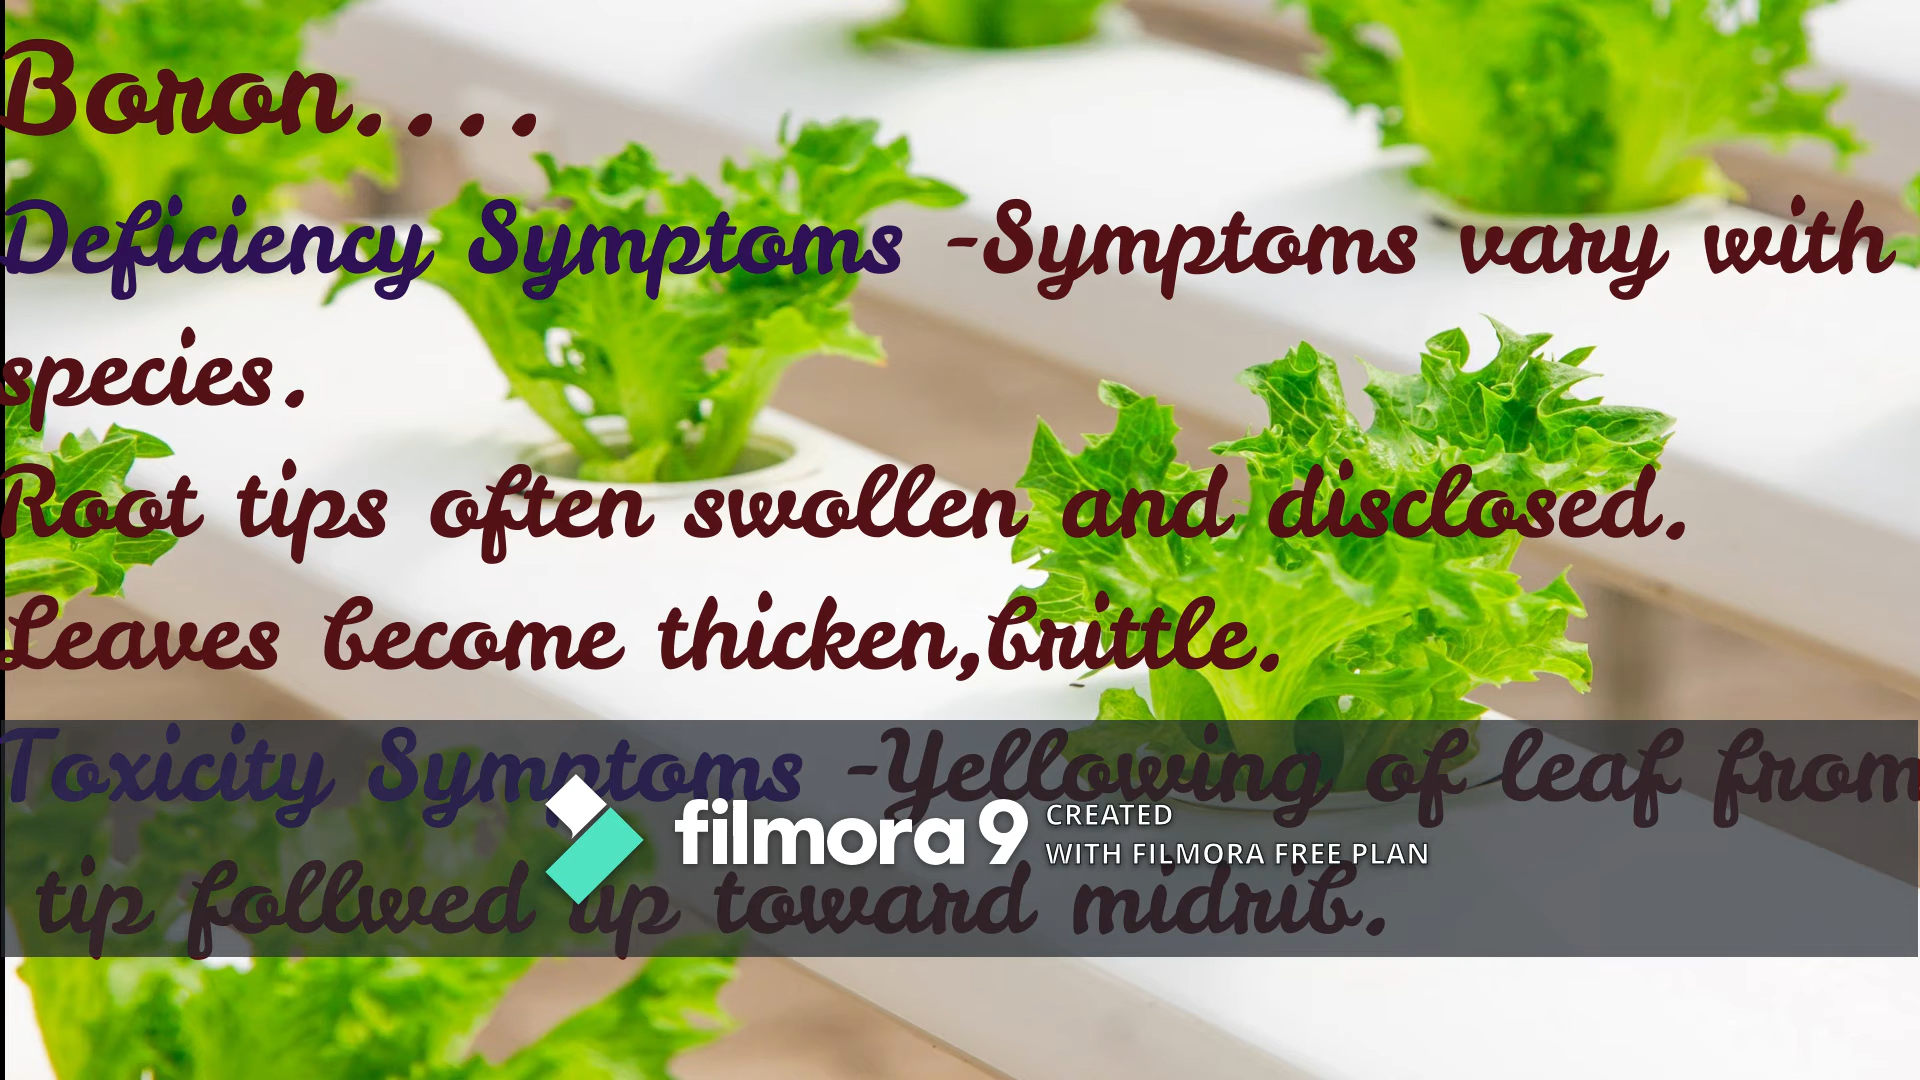 Boron....
Deficiency Symptoms -Symptoms vary with
species.
Root tips often swollen and disclosed.
Leaves become thicken,brittle.
Toxicity Symptoms -Yellowing of leaf from
tip follwed up toward midrib.
filmora 9 CREATED
WITH FILMORA FREE PLAN